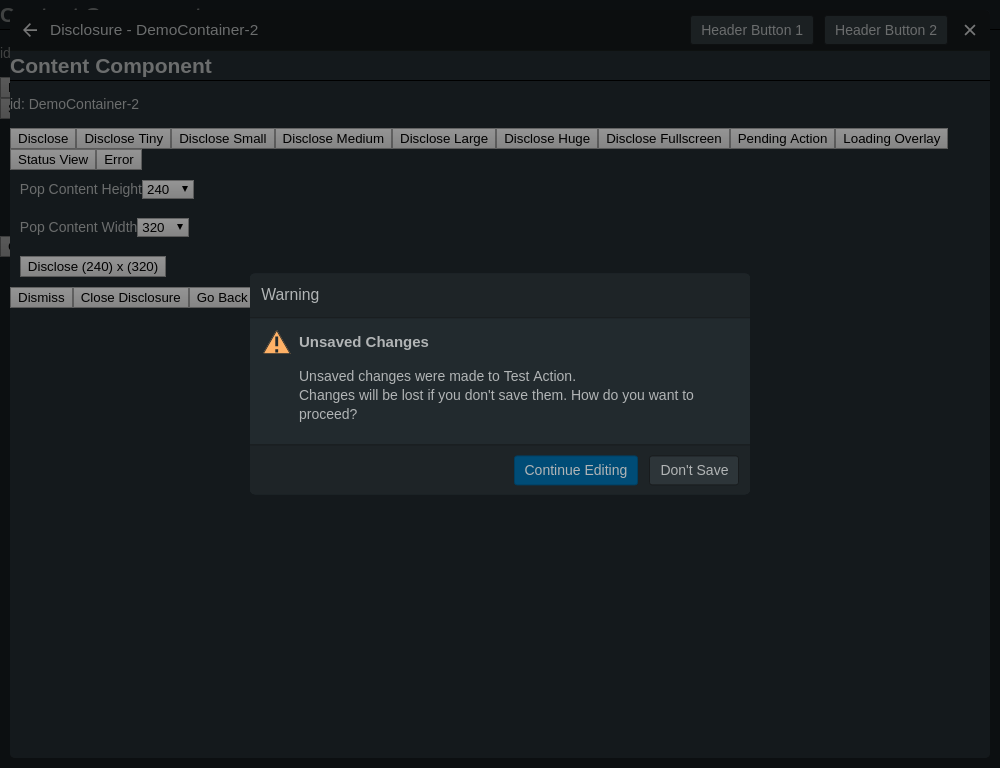 Disclosure - DemoContainer-2 Header Button 1 Header Button 2
Content Component
id
id: DemoContainer-2
Disclose Disclose Tiny Disclose Small Disclose Medium Disclose Large Disclose Huge Disclose Fullscreen Pending Action Loading Overlay
Status View Error
Pop Content Height 240
Pop Content Width 320
Disclose (240) x (320)
Dismiss Close Disclosure Go Back
Warning
Unsaved Changes
Unsaved changes were made to Test Action.
Changes will be lost if you don't save them. How do you want to
proceed?
Continue Editing Don't Save